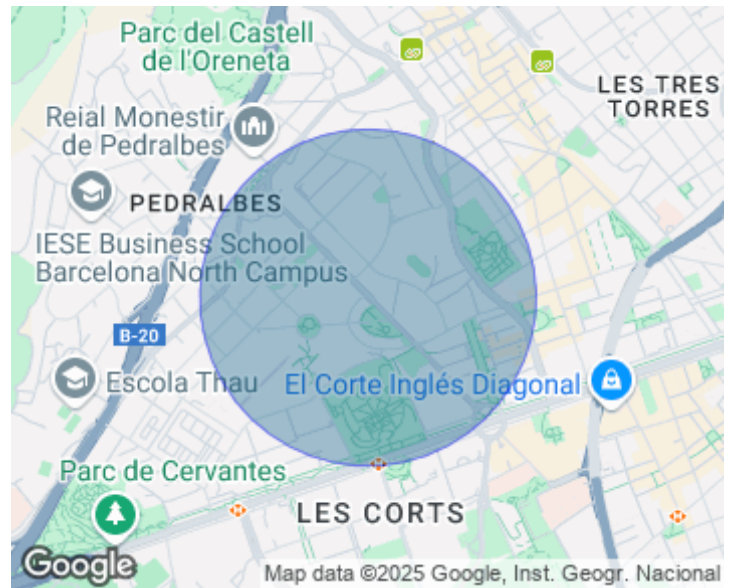 Parc del Castell
de l'Oreneta
LES TRES
TORRES
Reial Monestir
de Pedralbes
PEDRALBES
IESE Business School
Barcelona North Campus
B-20
Escola Thau
El Corte Inglés Diagonal
Parc de Cervantes
LES CORTS
Google
Map data ©2025 Google, Inst. Geogr. Nacional